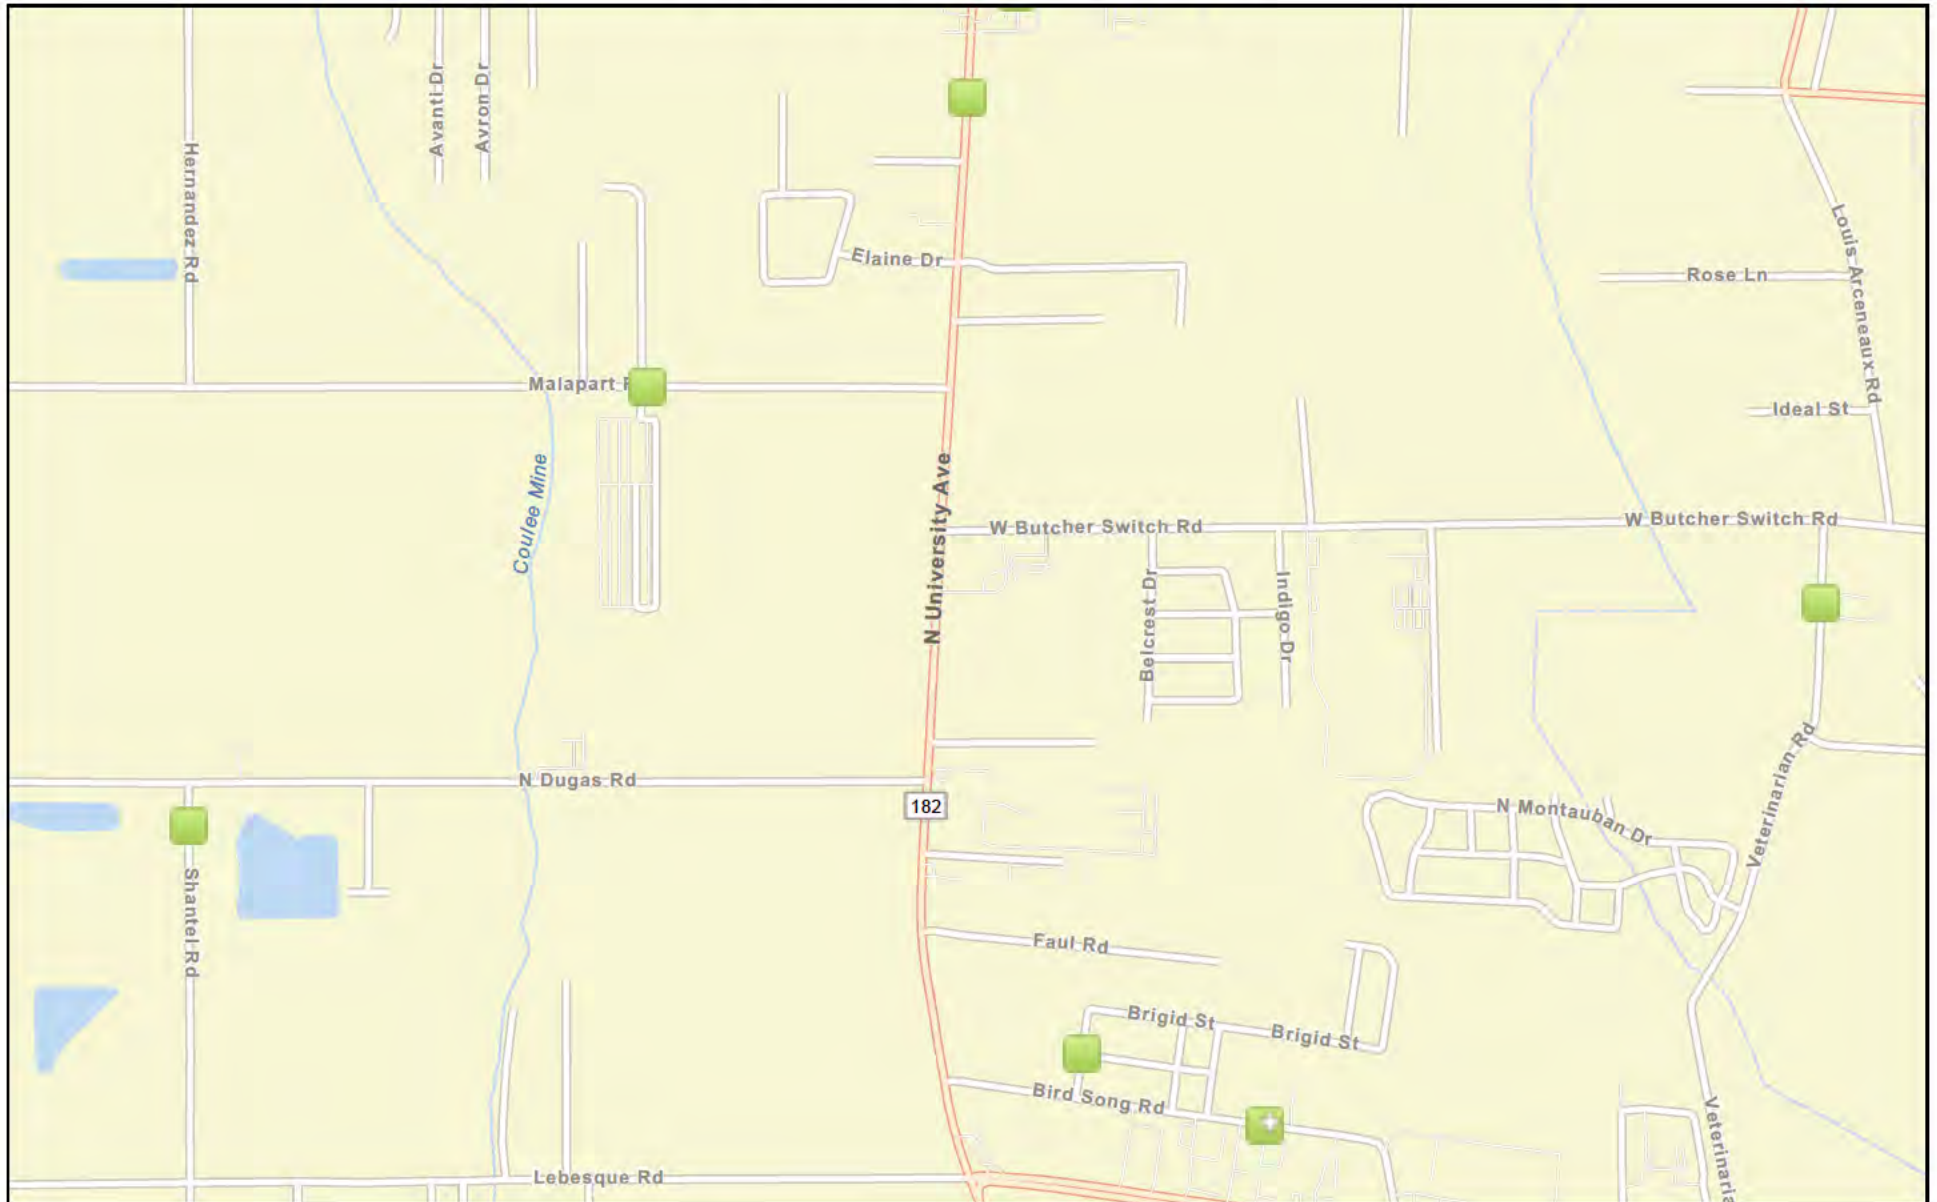 Avanti Dr
Avron Dr
Hernandez Rd
Elaine Dr
Louis Arceneaux Rd
Rose Ln
Malapart
Ideal St
Coulee Mine
N University Ave
W Butcher Switch Rd
W Butcher Switch Rd
Belcrest Dr
Indigo Dr
N Dugas Rd
182
Veterinarian Rd
N Montauban Dr
Shantel Rd
Faul Rd
Brigid St
Brigid St
Bird Song Rd
Lebesque Rd